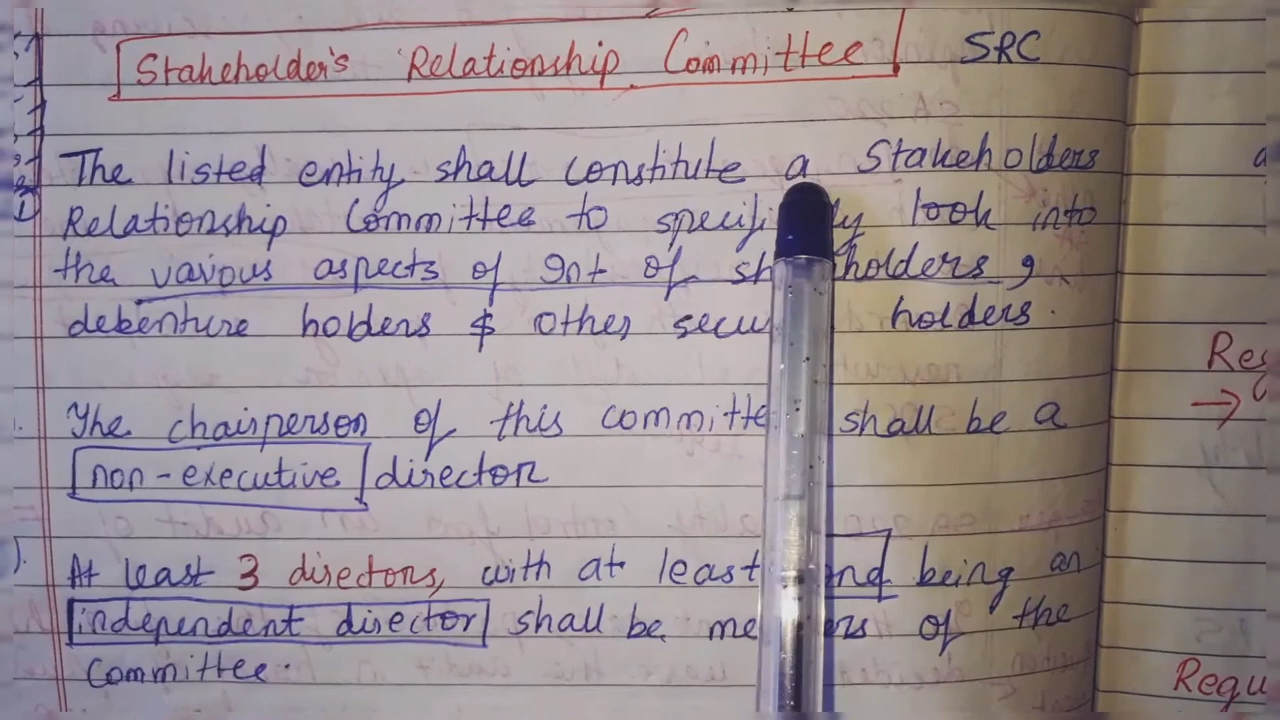 Stakeholder's Relationship Committee SRC
The listed entity shall constitute a Stakeholders
Relationship Committee to look into
the various aspects of Int of holders,
debenture holders & other holders.
The chairperson of this shall be a
non-executive director
At least 3 directors, with at least being an
independent director shall be of the
Committee.
Requ